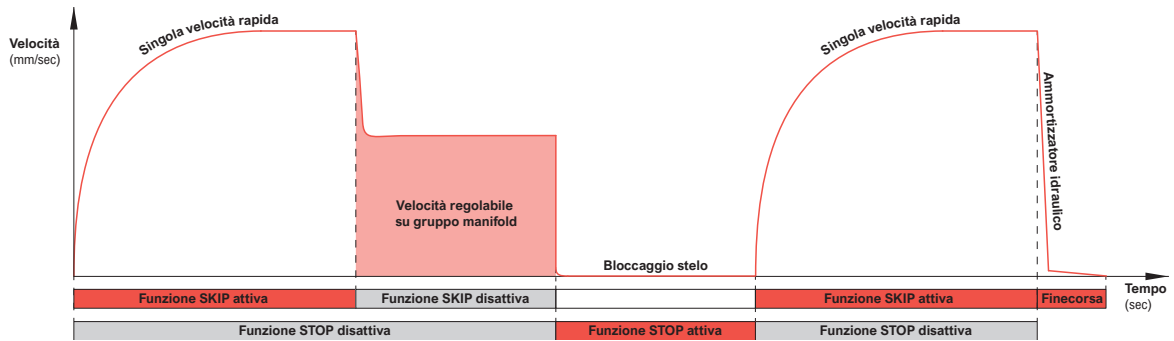 Velocità
(mm/sec)
Singola velocità rapida
Singola velocità rapida
Ammortizzatore idraulico
Velocità regolabile
su gruppo manifold
Bloccaggio stelo
Funzione SKIP attiva
Funzione SKIP disattiva
Funzione SKIP attiva
Finecorsa
Tempo
(sec)
Funzione STOP disattiva
Funzione STOP attiva
Funzione STOP disattiva